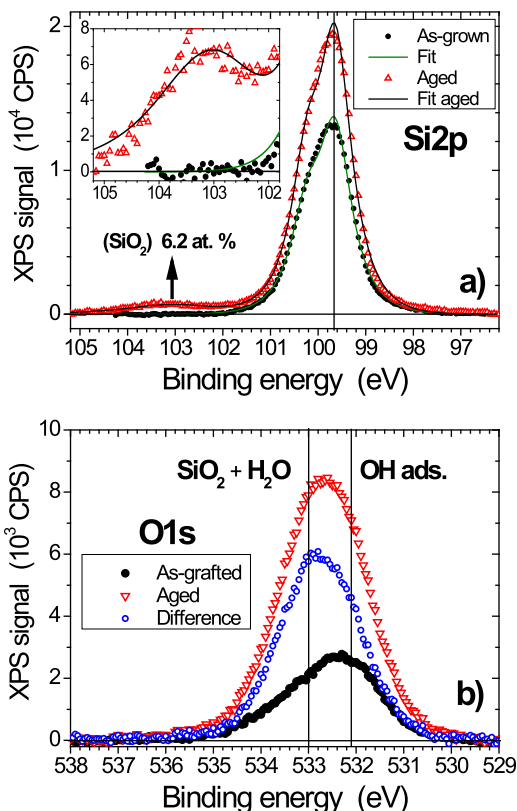 8
6
4
2
0
105 104 103 102
As-grown
Fit
Aged
Fit aged
Si2p
(SiO₂) 6.2 at. %
a)
2
1
0
XPS signal (10⁴ CPS)
105 104 103 102 101 100 99 98 97
Binding energy (eV)
10
8
6
4
2
0
XPS signal (10³ CPS)
SiO₂ + H₂O
OH ads.
O1s
As-grafted
Aged
Difference
b)
538 537 536 535 534 533 532 531 530 529
Binding energy (eV)